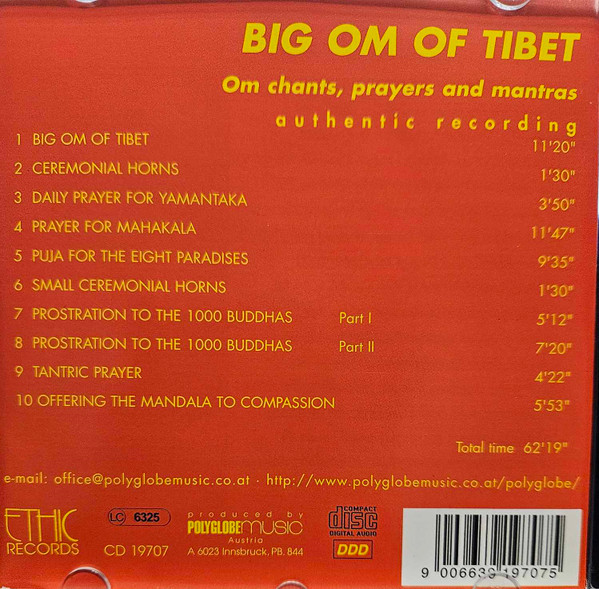 BIG OM OF TIBET
Om chants, prayers and mantras
authentic recording
1 BIG OM OF TIBET 11'20"
2 CEREMONIAL HORNS 1'30"
3 DAILY PRAYER FOR YAMANTAKA 3'50"
4 PRAYER FOR MAHAKALA 11'47"
5 PUJA FOR THE EIGHT PARADISES 9'35"
6 SMALL CEREMONIAL HORNS 1'30"
7 PROSTRATION TO THE 1000 BUDDHAS Part I 5'12"
8 PROSTRATION TO THE 1000 BUDDHAS Part II 7'20"
9 TANTRIC PRAYER 4'22"
10 OFFERING THE MANDALA TO COMPASSION 5'53"
Total time 62'19"
e-mail: office@polyglobemusic.co.at · http://www.polyglobemusic.co.at/polyglobe/
ETHIC
RECORDS
CD 19707
LC 6325
produced by
POLYGLOBEMUSIC
Austria
A 6023 Innsbruck, PB. 844
COMPACT
disc
DIGITAL AUDIO
DDD
9 006639 197075